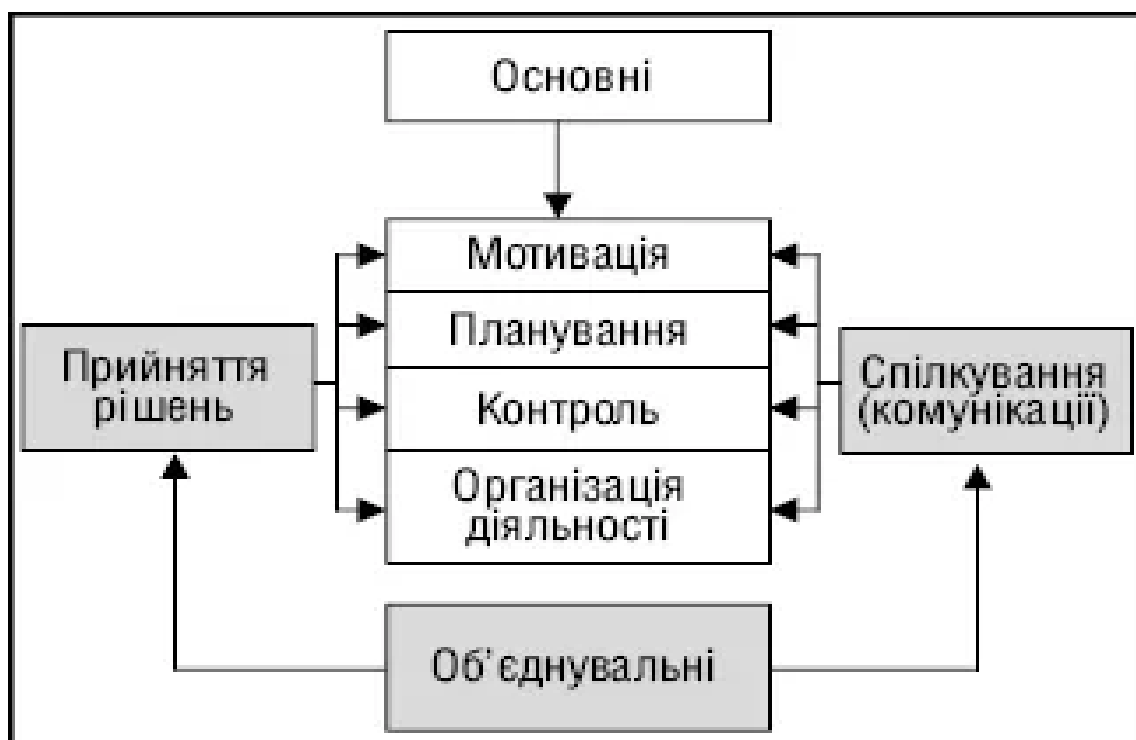 Основні
Мотивація
Планування
Прийняття
рішень
Контроль
Спілкування
(комунікації)
Організація
діяльності
Об’єднувальні